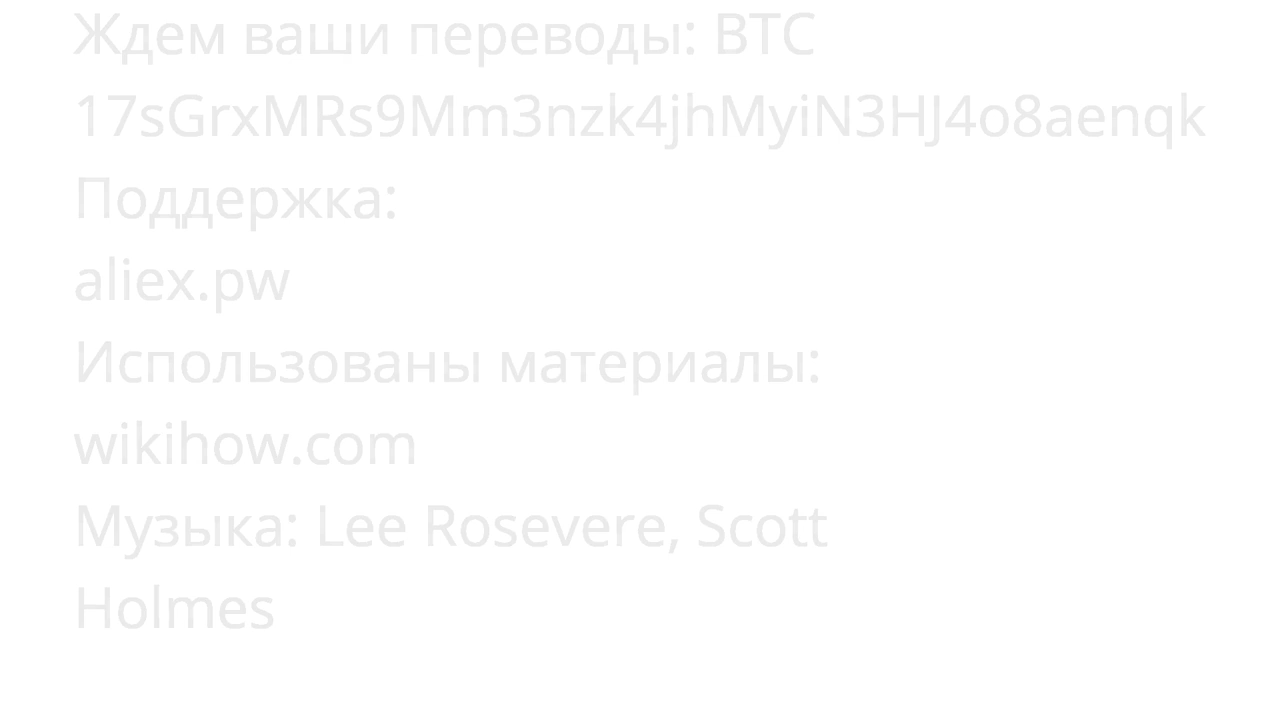 Ждем ваши переводы: BTC
17sGrxMRs9Mm3nzk4jhMyiN3HJ4o8aenqk
Поддержка:
aliex.pw
Использованы материалы:
wikihow.com
Музыка: Lee Rosevere, Scott
Holmes